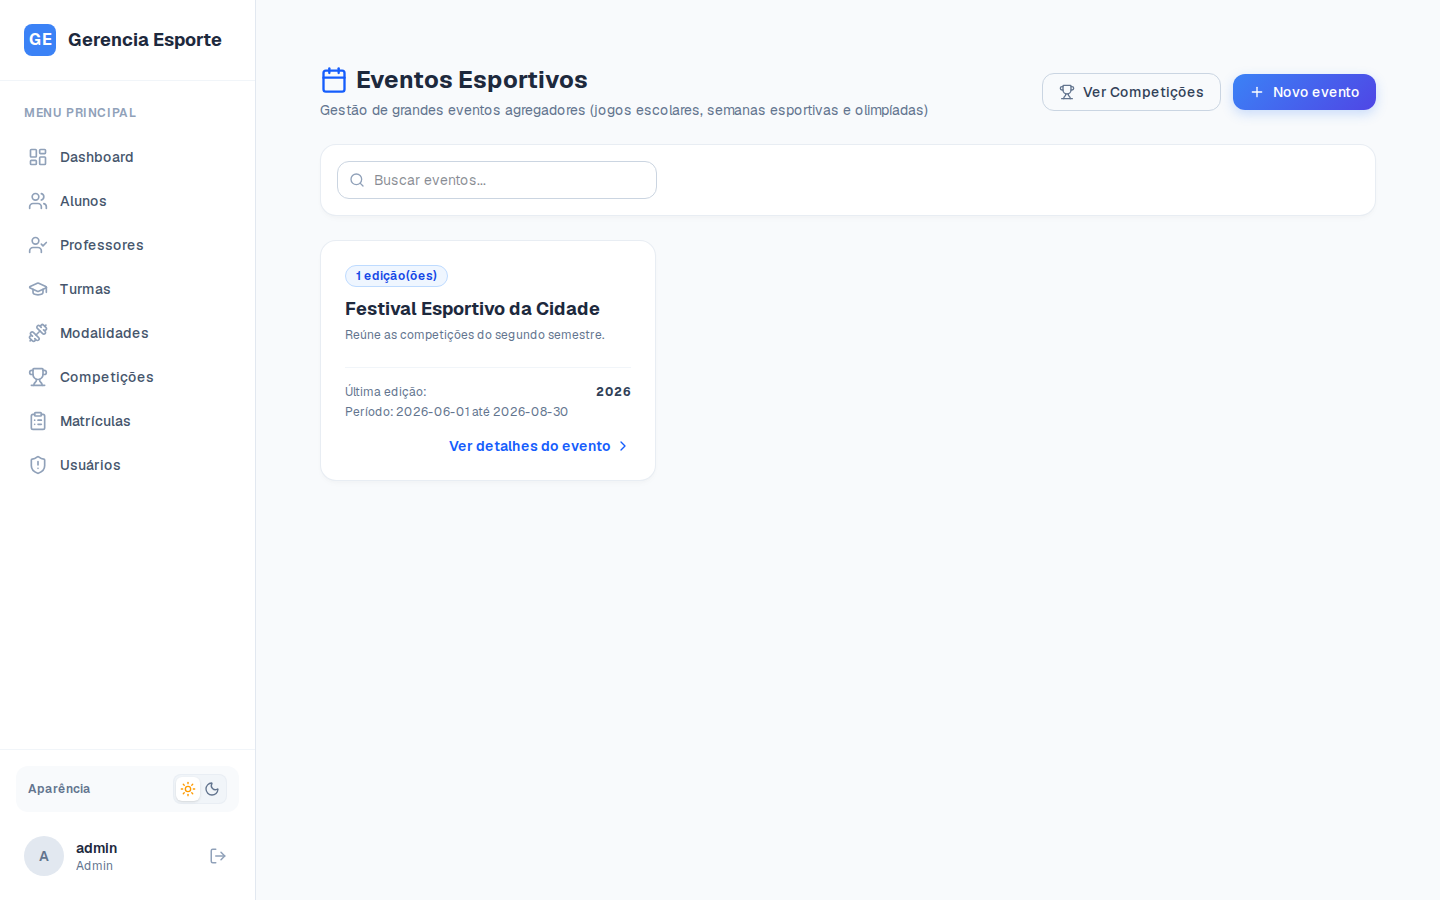 GE Gerencia Esporte
MENU PRINCIPAL
Dashboard
Alunos
Professores
Turmas
Modalidades
Competições
Matrículas
Usuários
Aparência
A
admin
Admin
Eventos Esportivos
Gestão de grandes eventos agregadores (jogos escolares, semanas esportivas e olimpíadas)
Ver Competições
Novo evento
Buscar eventos...
1 edição(ões)
Festival Esportivo da Cidade
Reúne as competições do segundo semestre.
Última edição: 2026
Período: 2026-06-01 até 2026-08-30
Ver detalhes do evento